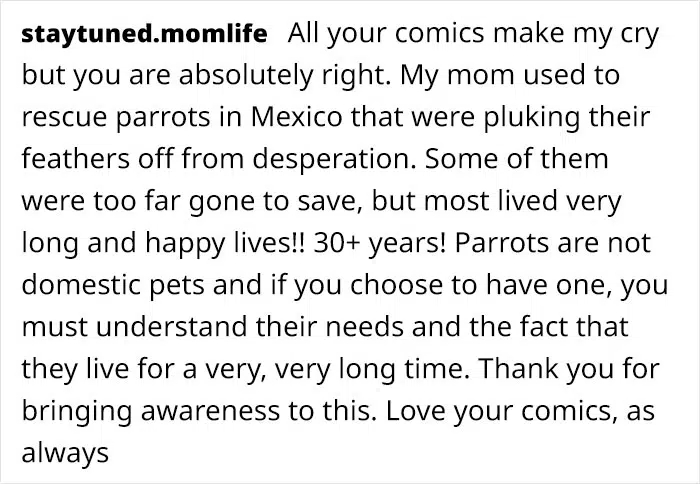 staytuned.momlife All your comics make my cry
but you are absolutely right. My mom used to
rescue parrots in Mexico that were pluking their
feathers off from desperation. Some of them
were too far gone to save, but most lived very
long and happy lives!! 30+ years! Parrots are not
domestic pets and if you choose to have one, you
must understand their needs and the fact that
they live for a very, very long time. Thank you for
bringing awareness to this. Love your comics, as
always